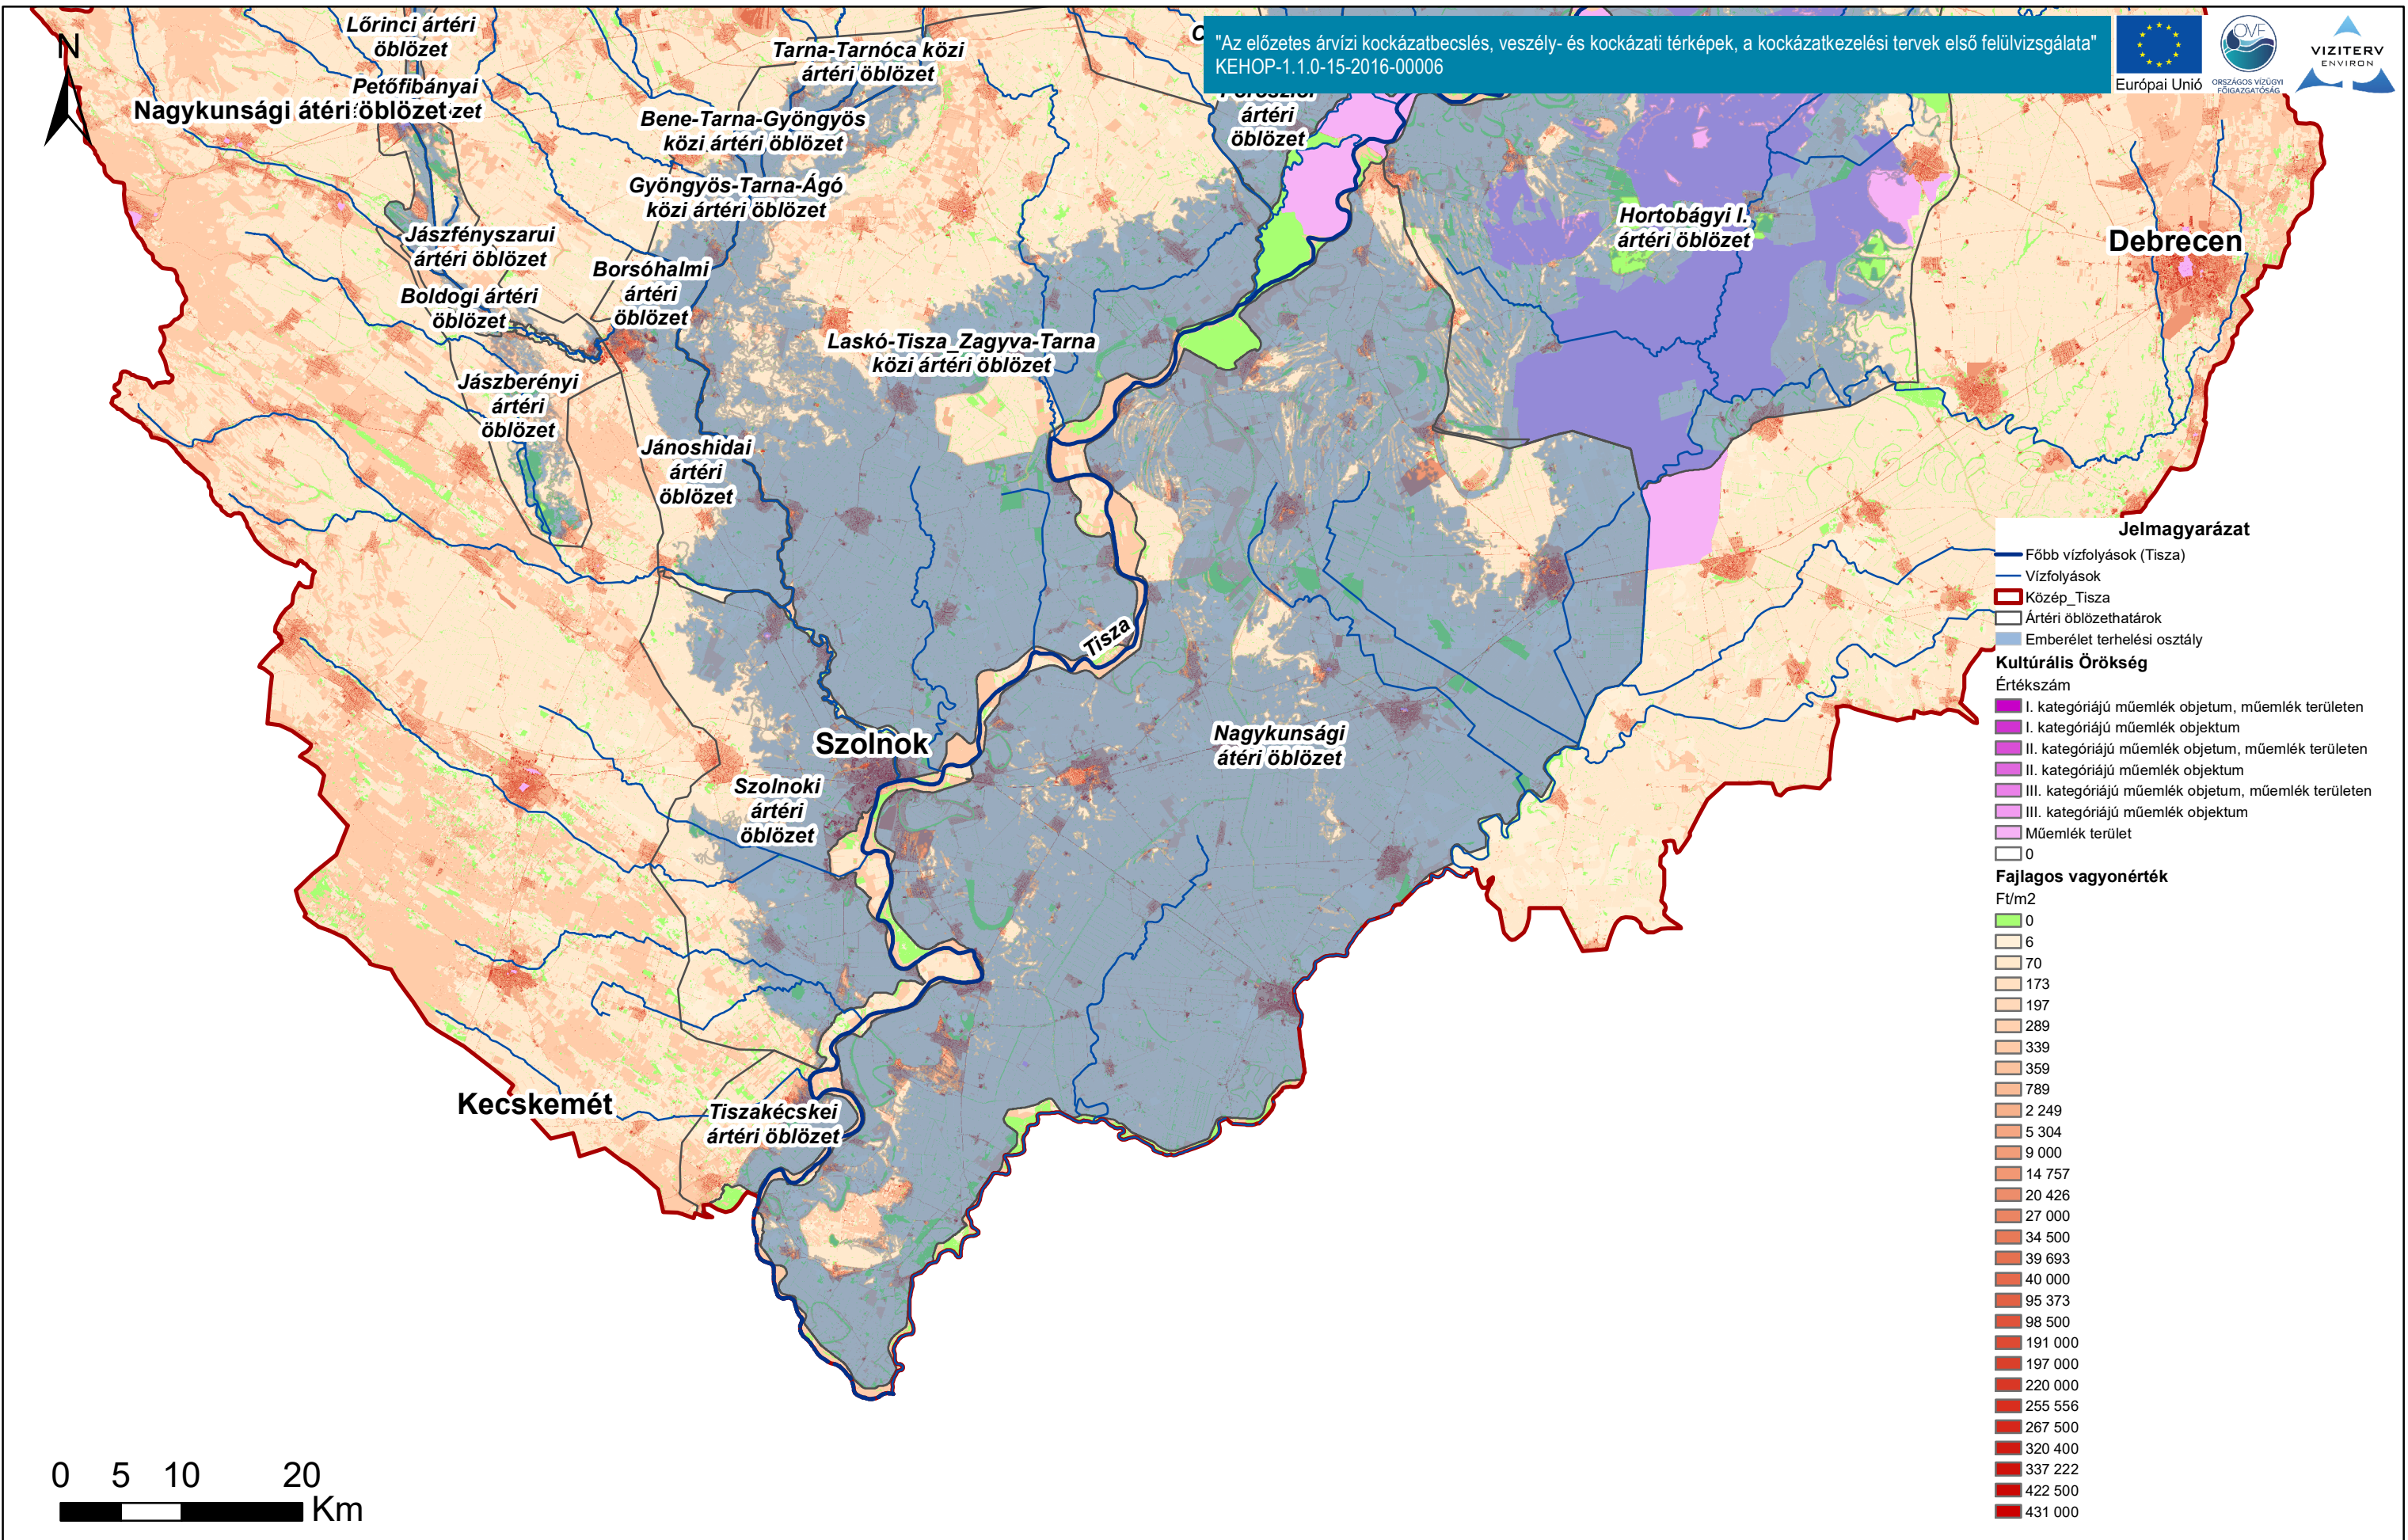 "Az előzetes árvízi kockázatbecslés, veszély- és kockázati térképek, a kockázatkezelési tervek első felülvizsgálata"
KEHOP-1.1.0-15-2016-00006
Európai Unió
OVF
ORSZÁGOS VÍZÜGYI
FŐIGAZGATÓSÁG
VIZITERV
ENVIRON
N
Lőrinci ártéri
öblözet
Petőfibányai
Nagykunsági átéri öblözet
zet
Tarna-Tarnóca közi
ártéri öblözet
Bene-Tarna-Gyöngyös
közi ártéri öblözet
Gyöngyös-Tarna-Ágó
közi ártéri öblözet
ártéri
öblözet
Hortobágyi I.
ártéri öblözet
Debrecen
Jászfényszarui
ártéri öblözet
Borsóhalmi
ártéri
öblözet
Boldogi ártéri
öblözet
Laskó-Tisza_Zagyva-Tarna
közi ártéri öblözet
Jászberényi
ártéri
öblözet
Jánoshidai
ártéri
öblözet
Tisza
Szolnok
Nagykunsági
átéri öblözet
Szolnoki
ártéri
öblözet
Kecskemét
Tiszakécskei
ártéri öblözet
Jelmagyarázat
Főbb vízfolyások (Tisza)
Vízfolyások
Közép_Tisza
Ártéri öblözethatárok
Emberélet terhelési osztály
Kultúrális Örökség
Értékszám
I. kategóriájú műemlék objetum, műemlék területen
I. kategóriájú műemlék objektum
II. kategóriájú műemlék objetum, műemlék területen
II. kategóriájú műemlék objektum
III. kategóriájú műemlék objetum, műemlék területen
III. kategóriájú műemlék objektum
Műemlék terület
0
Fajlagos vagyonérték
Ft/m2
0
6
70
173
197
289
339
359
789
2 249
5 304
9 000
14 757
20 426
27 000
34 500
39 693
40 000
95 373
98 500
191 000
197 000
220 000
255 556
267 500
320 400
337 222
422 500
431 000
0 5 10 20
Km